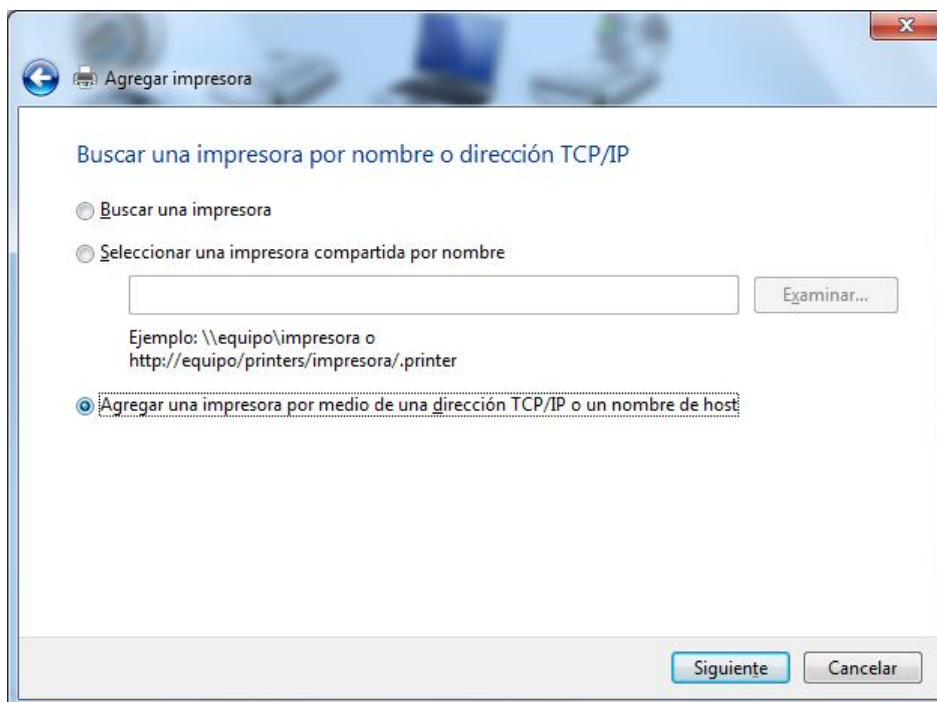 Agregar impresora
Buscar una impresora por nombre o dirección TCP/IP
Buscar una impresora
Seleccionar una impresora compartida por nombre
Examinar...
Ejemplo: \\equipo\impresora o
http://equipo/printers/impresora/.printer
Agregar una impresora por medio de una dirección TCP/IP o un nombre de host
Siguiente Cancelar